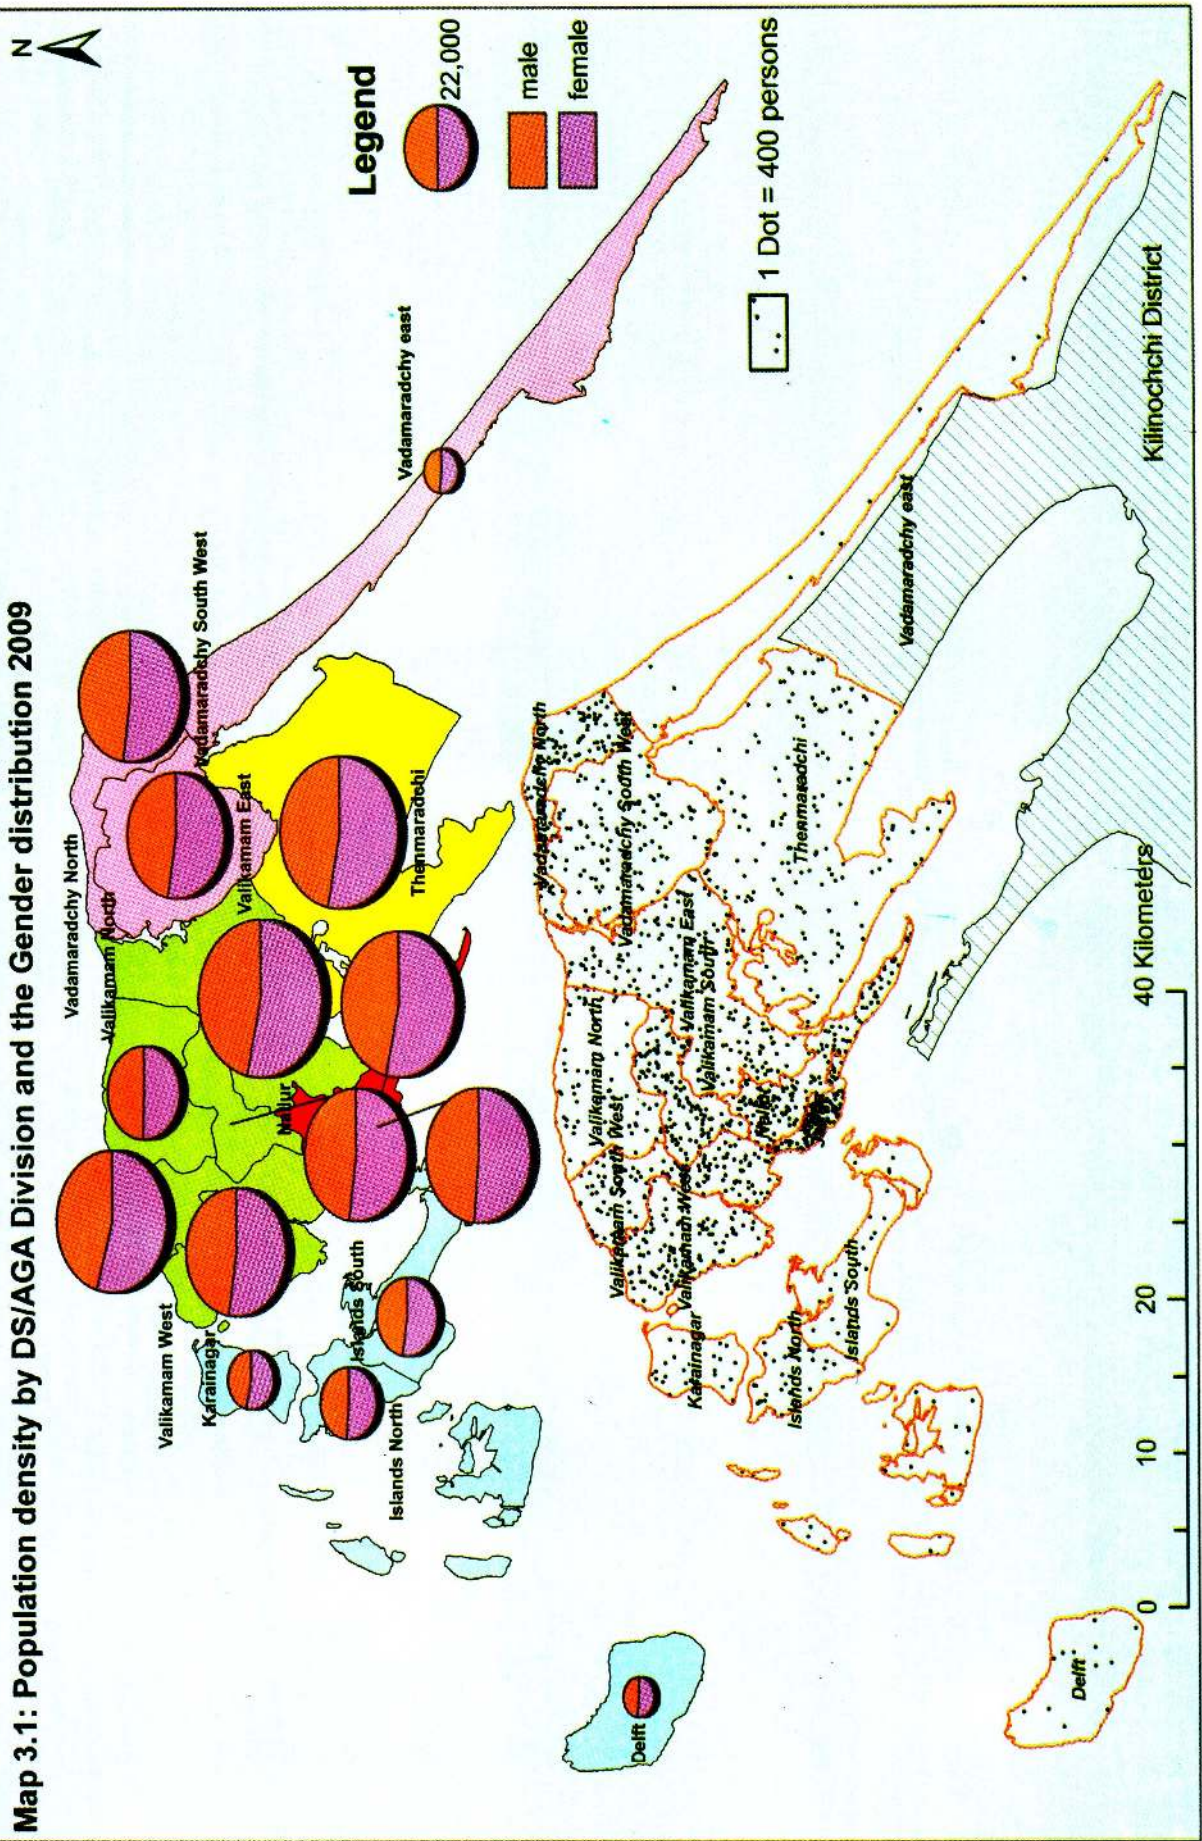 Map 3.1: Population density by DS/AGA Division and the Gender distribution 2009
N
Legend
22,000
male
female
1 Dot = 400 persons
Vadamaradchy North
Valikamam North
Vadamaradchy South West
Valikamam East
Vadamaradchy east
Thenmaradchi
Nallur
Valikamam West
Karainagar
Islands South
Islands North
Delft
Vadamaradchy North
Vadamaradchy South West
Valikamam North
Valikamam East
Valikamam South
Thenmaradchi
Vadamaradchy east
Valikamam South West
Valikamam West
Nallur
Karainagar
Islands North
Islands South
Delft
Kilinochchi District
0 10 20 40 Kilometers